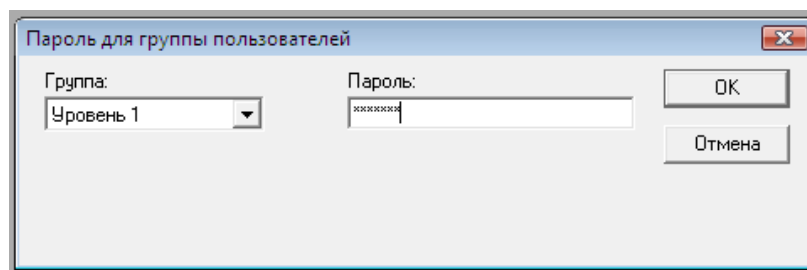 Пароль для группы пользователей
Группа: Пароль:
Уровень 1 ******* OK
Отмена